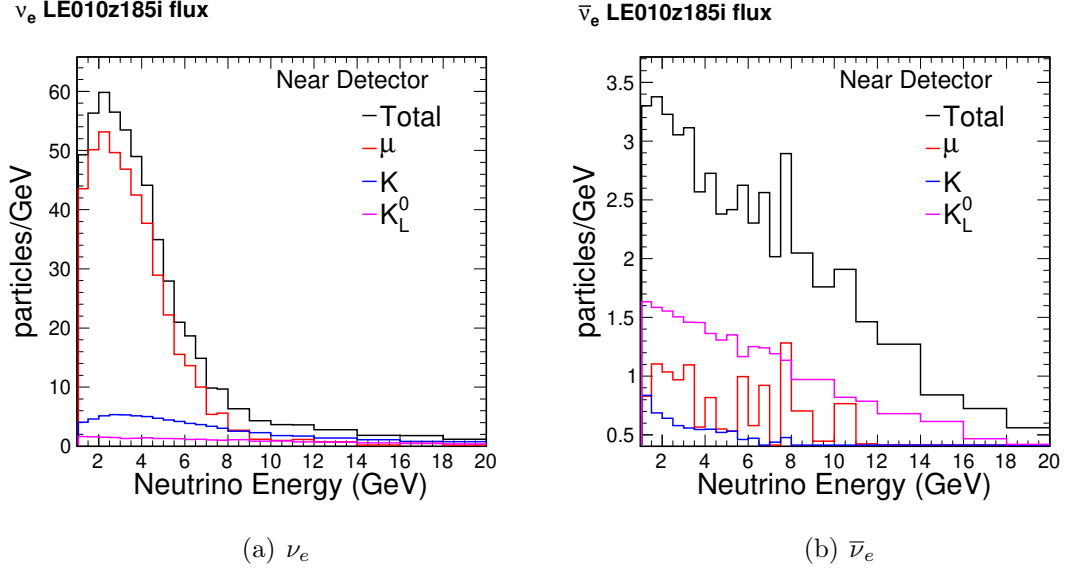 νe LE010z185i flux
Near Detector
Total
μ
K
K⁰L
particles/GeV
60
50
40
30
20
10
0
2 4 6 8 10 12 14 16 18 20
Neutrino Energy (GeV)
(a) νe
ν̅e LE010z185i flux
Near Detector
Total
μ
K
K⁰L
particles/GeV
3.5
3
2.5
2
1.5
1
0.5
2 4 6 8 10 12 14 16 18 20
Neutrino Energy (GeV)
(b) ν̅e